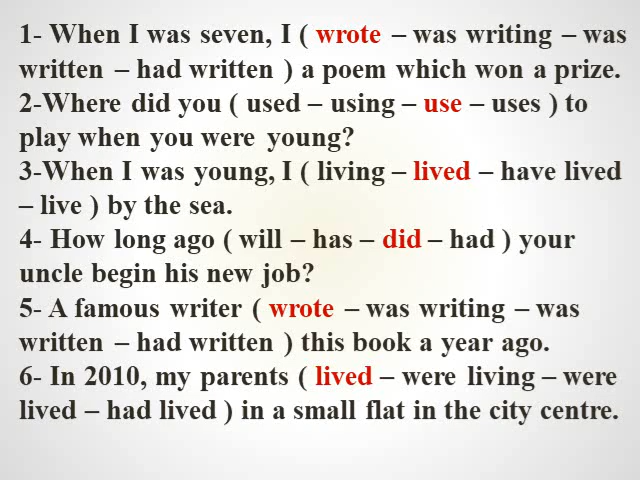 1- When I was seven, I ( wrote – was writing – was
written – had written ) a poem which won a prize.
2-Where did you ( used – using – use – uses ) to
play when you were young?
3-When I was young, I ( living – lived – have lived
– live ) by the sea.
4- How long ago ( will – has – did – had ) your
uncle begin his new job?
5- A famous writer ( wrote – was writing – was
written – had written ) this book a year ago.
6- In 2010, my parents ( lived – were living – were
lived – had lived ) in a small flat in the city centre.